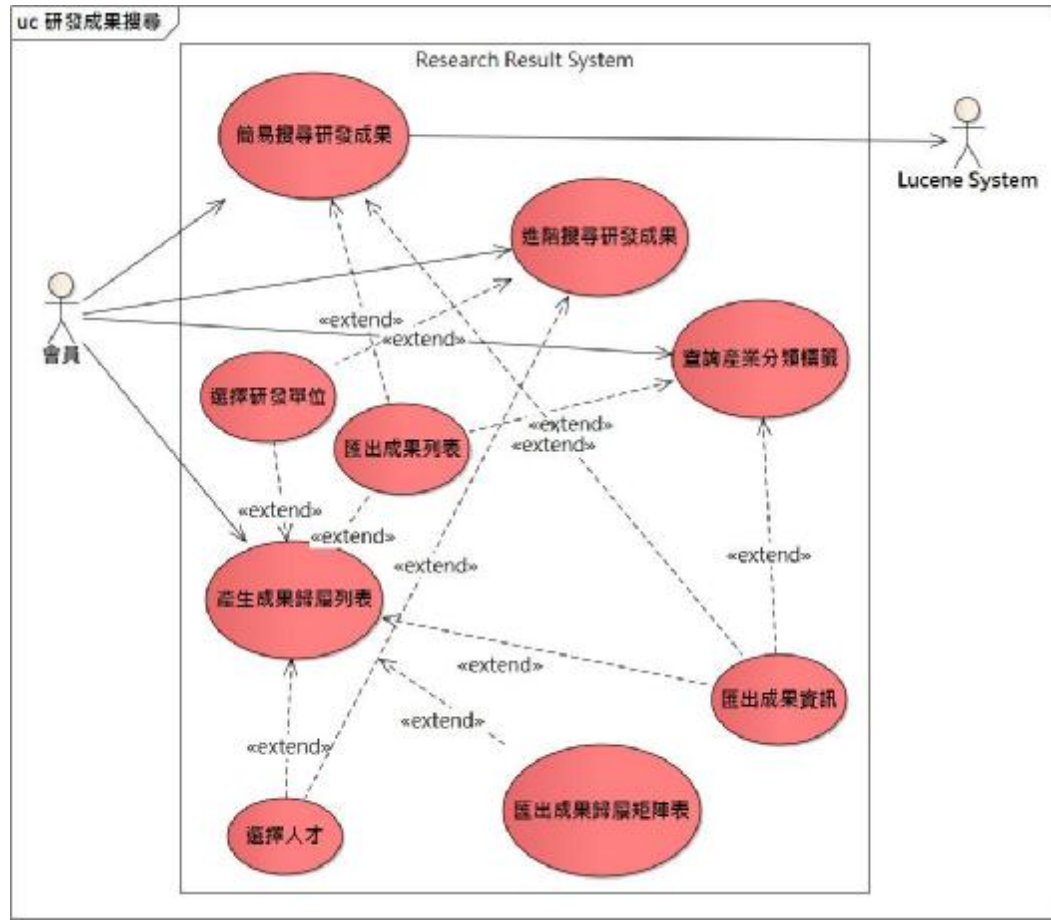 uc 研發成果搜尋
Research Result System
簡易搜尋研發成果
Lucene System
進階搜尋研發成果
會員
«extend»
«extend»
查詢產業分類標籤
選擇研發單位
匯出成果列表
«extend»
«extend»
«extend»
«extend»
«extend»
«extend»
產生成果歸屬列表
«extend»
匯出成果資訊
«extend»
«extend»
匯出成果歸屬矩陣表
選擇人才